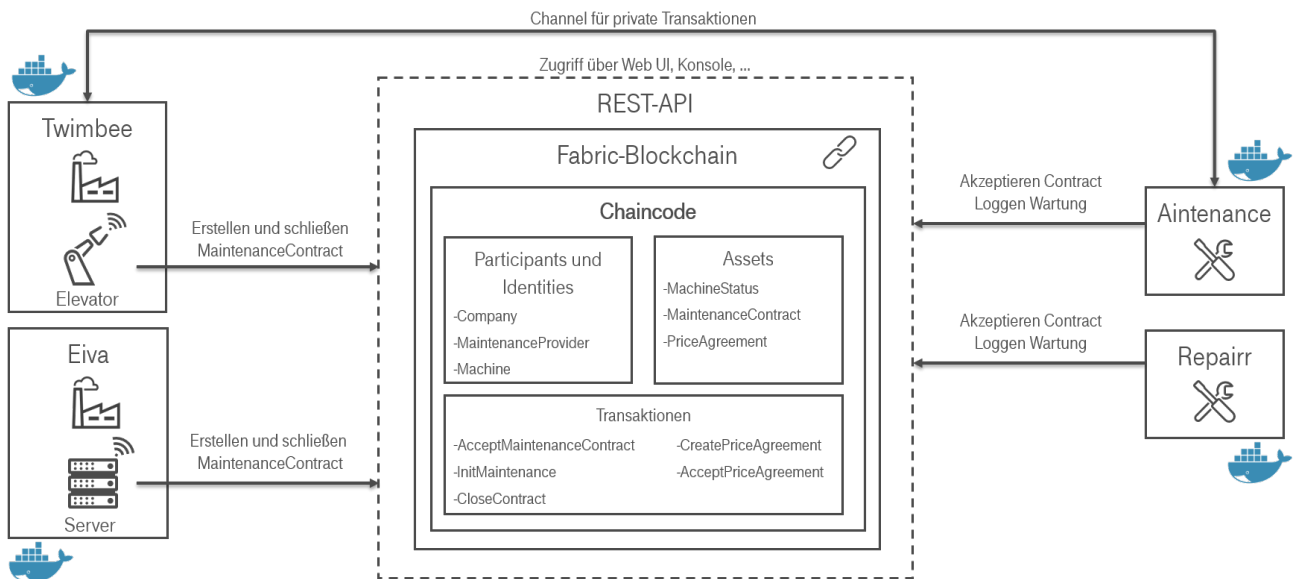 Channel für private Transaktionen
Zugriff über Web UI, Konsole, ...
REST-API
Fabric-Blockchain
Chaincode
Participants und
Identities
-Company
-MaintenanceProvider
-Machine
Assets
-MachineStatus
-MaintenanceContract
-PriceAgreement
Transaktionen
-AcceptMaintenanceContract
-InitMaintenance
-CloseContract
-CreatePriceAgreement
-AcceptPriceAgreement
Twimbee
Elevator
Erstellen und schließen
MaintenanceContract
Eiva
Server
Erstellen und schließen
MaintenanceContract
Akzeptieren Contract
Loggen Wartung
Aintenance
Akzeptieren Contract
Loggen Wartung
Repairr